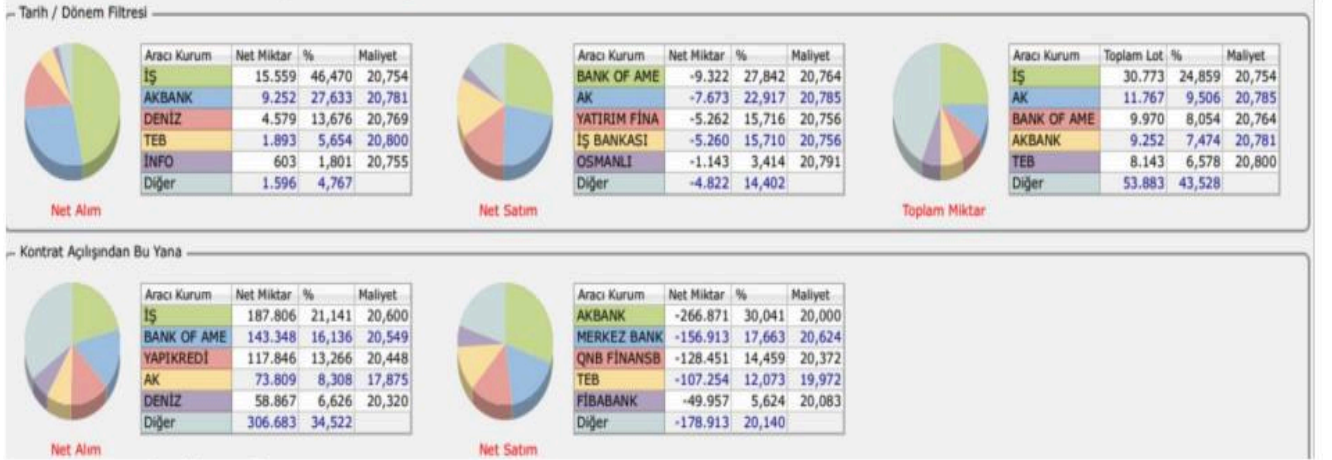 Tarih / Dönem Filtresi
Aracı Kurum Net Miktar % Maliyet
İŞ 15.559 46,470 20,754
AKBANK 9.252 27,633 20,781
DENİZ 4.579 13,676 20,769
TEB 1.893 5,654 20,800
İNFO 603 1,801 20,755
Diğer 1.596 4,767
Net Alım
Aracı Kurum Net Miktar % Maliyet
BANK OF AME -9.322 27,842 20,764
AK -7.673 22,917 20,785
YATIRIM FİNA -5.262 15,716 20,756
İŞ BANKASI -5.260 15,710 20,756
OSMANLI -1.143 3,414 20,791
Diğer -4.822 14,402
Net Satım
Aracı Kurum Toplam Lot % Maliyet
İŞ 30.773 24,859 20,754
AK 11.767 9,506 20,785
BANK OF AME 9.970 8,054 20,764
AKBANK 9.252 7,474 20,781
TEB 8.143 6,578 20,800
Diğer 53.883 43,528
Toplam Miktar
Kontrat Açılışından Bu Yana
Aracı Kurum Net Miktar % Maliyet
İŞ 187.806 21,141 20,600
BANK OF AME 143.348 16,136 20,549
YAPIKREDİ 117.846 13,266 20,448
AK 73.809 8,308 17,875
DENİZ 58.867 6,626 20,320
Diğer 306.683 34,522
Net Alım
Aracı Kurum Net Miktar % Maliyet
AKBANK -266.871 30,041 20,000
MERKEZ BANK -156.913 17,663 20,624
QNB FİNANSB -128.451 14,459 20,372
TEB -107.254 12,073 19,972
FİBABANK -49.957 5,624 20,083
Diğer -178.913 20,140
Net Satım